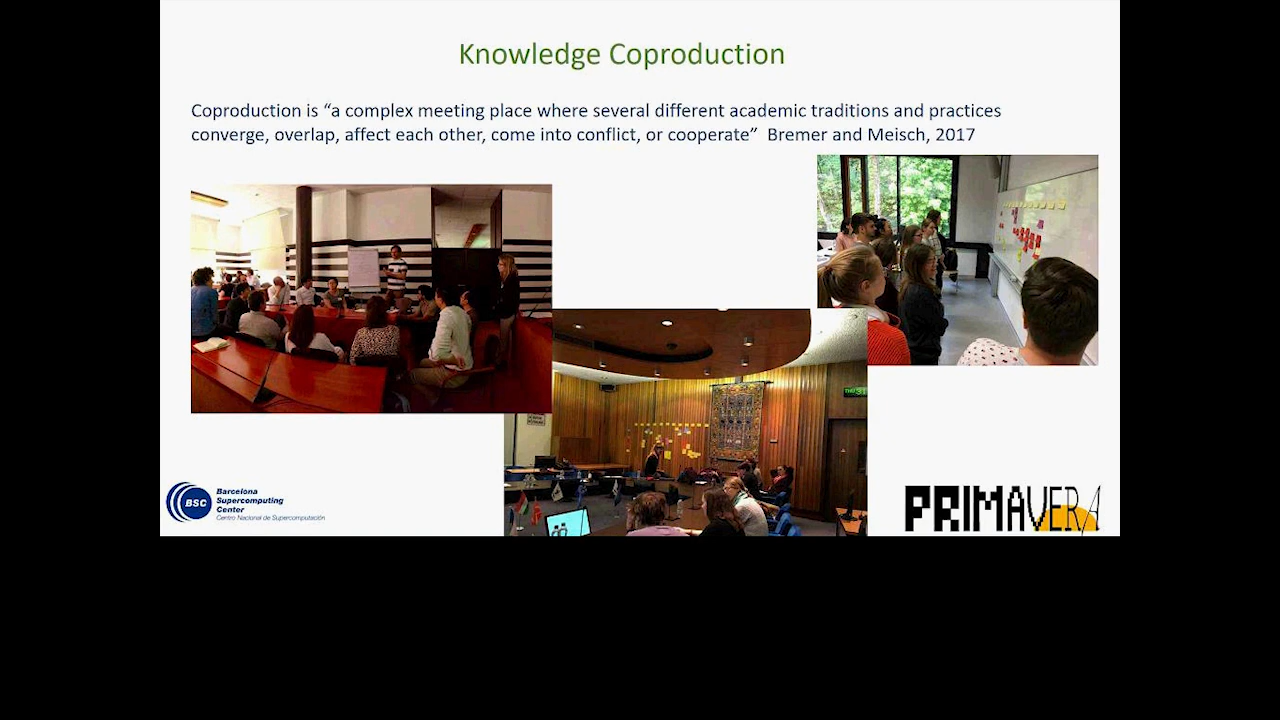 Knowledge Coproduction
Coproduction is “a complex meeting place where several different academic traditions and practices
converge, overlap, affect each other, come into conflict, or cooperate”  Bremer and Meisch, 2017
BSC
Barcelona
Supercomputing
Center
Centro Nacional de Supercomputación
PRIMAVERA